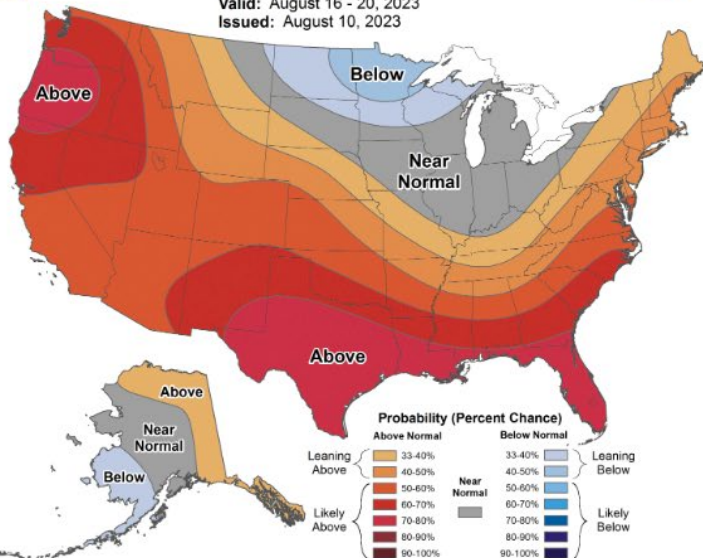 Valid: August 16 - 20, 2023
Issued: August 10, 2023
Above
Below
Near
Normal
Above
Above
Near
Normal
Below
Probability (Percent Chance)
Above Normal
Below Normal
Leaning
Above
33-40%
40-50%
Likely
Above
50-60%
60-70%
70-80%
80-90%
90-100%
Near
Normal
33-40%
40-50%
Leaning
Below
50-60%
60-70%
70-80%
80-90%
90-100%
Likely
Below